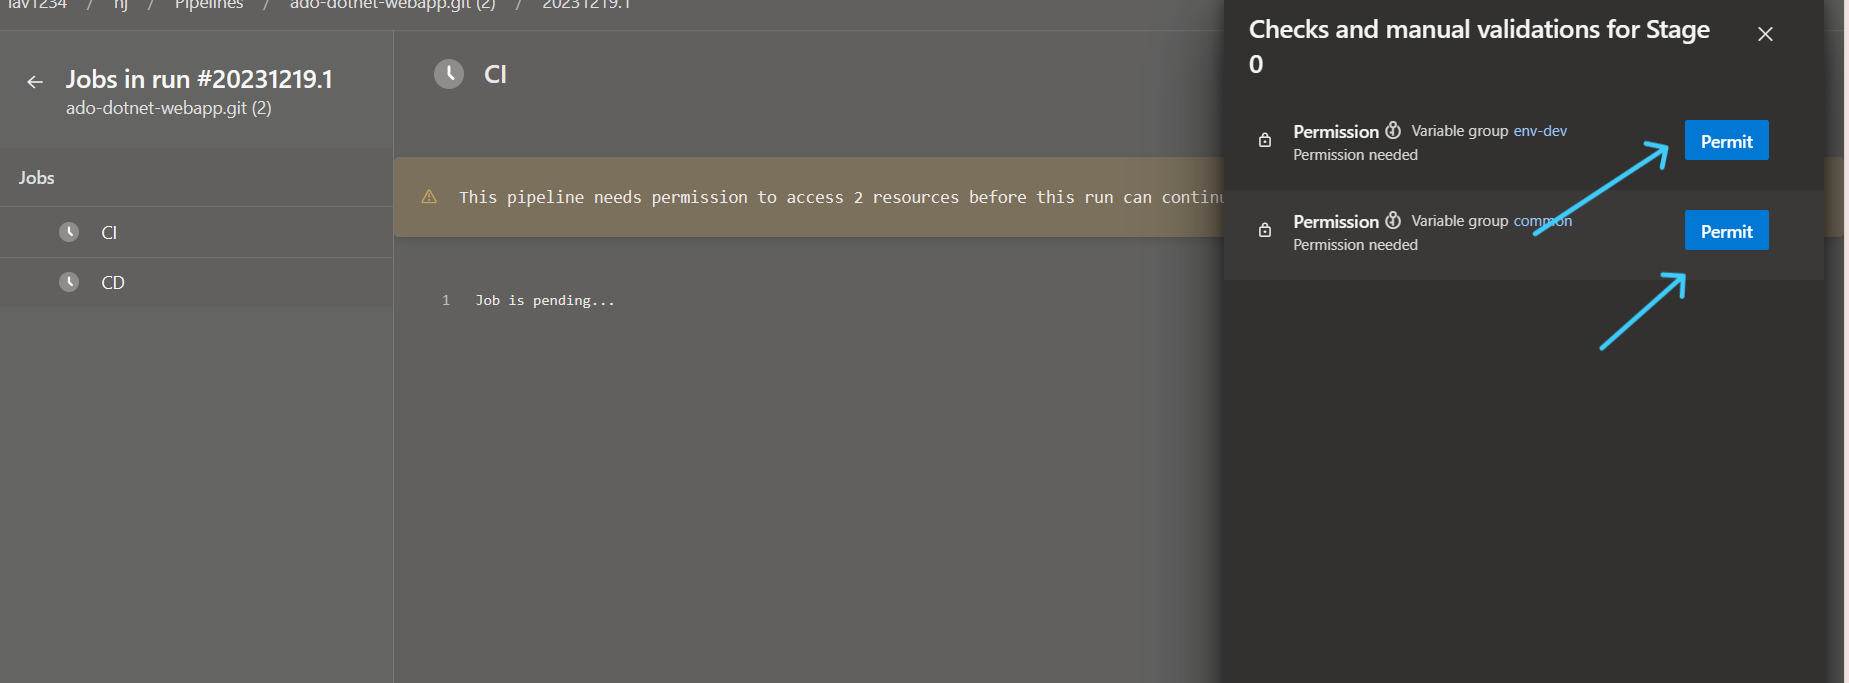 lav1234 / nj / Pipelines / ado-dotnet-webapp.git (2) / 20231219.1
Jobs in run #20231219.1
ado-dotnet-webapp.git (2)
Jobs
CI
CD
CI
This pipeline needs permission to access 2 resources before this run can continu
1 Job is pending...
Checks and manual validations for Stage
0
Permission Variable group env-dev
Permission needed
Permit
Permission Variable group common
Permission needed
Permit